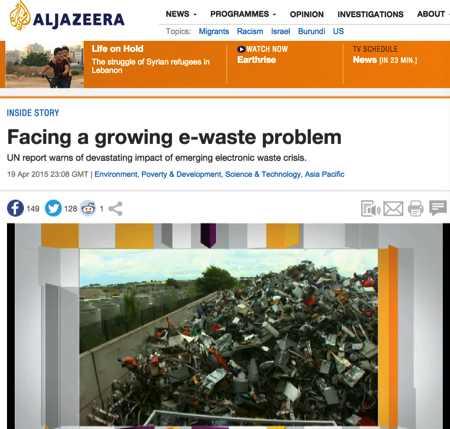 ALJAZEERA
NEWS PROGRAMMES OPINION INVESTIGATIONS ABOUT
Topics: Migrants Racism Israel Burundi US
Life on Hold
The struggle of Syrian refugees in
Lebanon
WATCH NOW
Earthrise
TV SCHEDULE
News [IN 23 MIN.]
INSIDE STORY
Facing a growing e-waste problem
UN report warns of devastating impact of emerging electronic waste crisis.
19 Apr 2015 23:08 GMT | Environment, Poverty & Development, Science & Technology, Asia Pacific
149 128 1